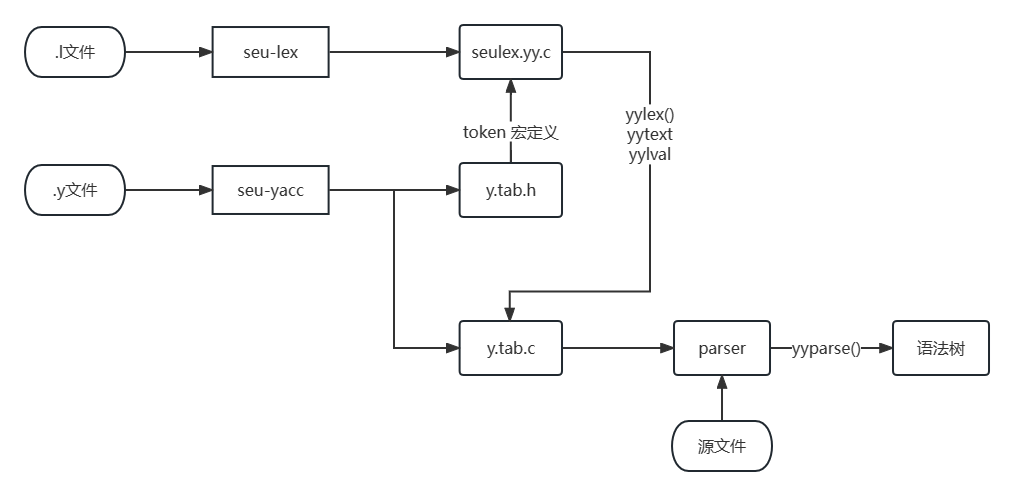 .l文件
seu-lex
seulex.yy.c
token 宏定义
yylex()
yytext
yylval
.y文件
seu-yacc
y.tab.h
y.tab.c
parser
yyparse()
语法树
源文件